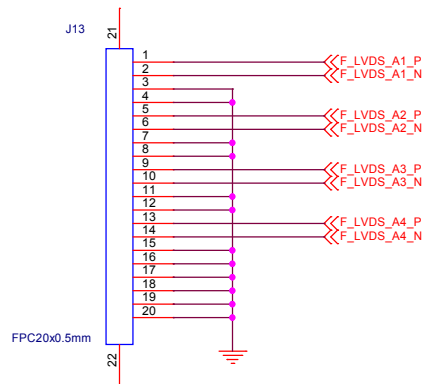 J13
21
1 F_LVDS_A1_P
2 F_LVDS_A1_N
3
4
5 F_LVDS_A2_P
6 F_LVDS_A2_N
7
8
9 F_LVDS_A3_P
10 F_LVDS_A3_N
11
12
13 F_LVDS_A4_P
14 F_LVDS_A4_N
15
16
17
18
19
20
FPC20x0.5mm
22